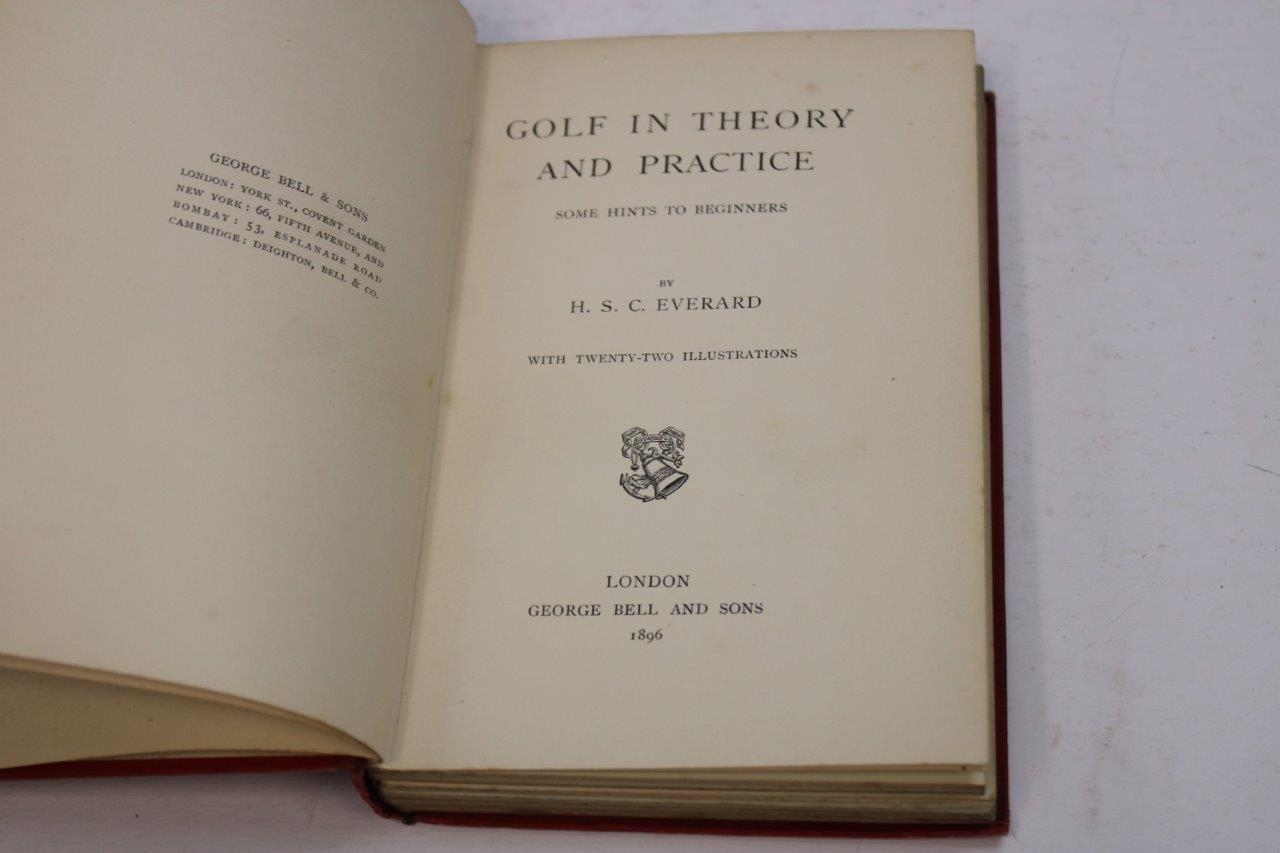 GEORGE BELL & SONS
LONDON: YORK ST., COVENT GARDEN
NEW YORK: 66, FIFTH AVENUE, AND
BOMBAY: 53, ESPLANADE ROAD
CAMBRIDGE: DEIGHTON, BELL & CO.
GOLF IN THEORY
AND PRACTICE
SOME HINTS TO BEGINNERS
BY
H. S. C. EVERARD
WITH TWENTY-TWO ILLUSTRATIONS
LONDON
GEORGE BELL AND SONS
1896